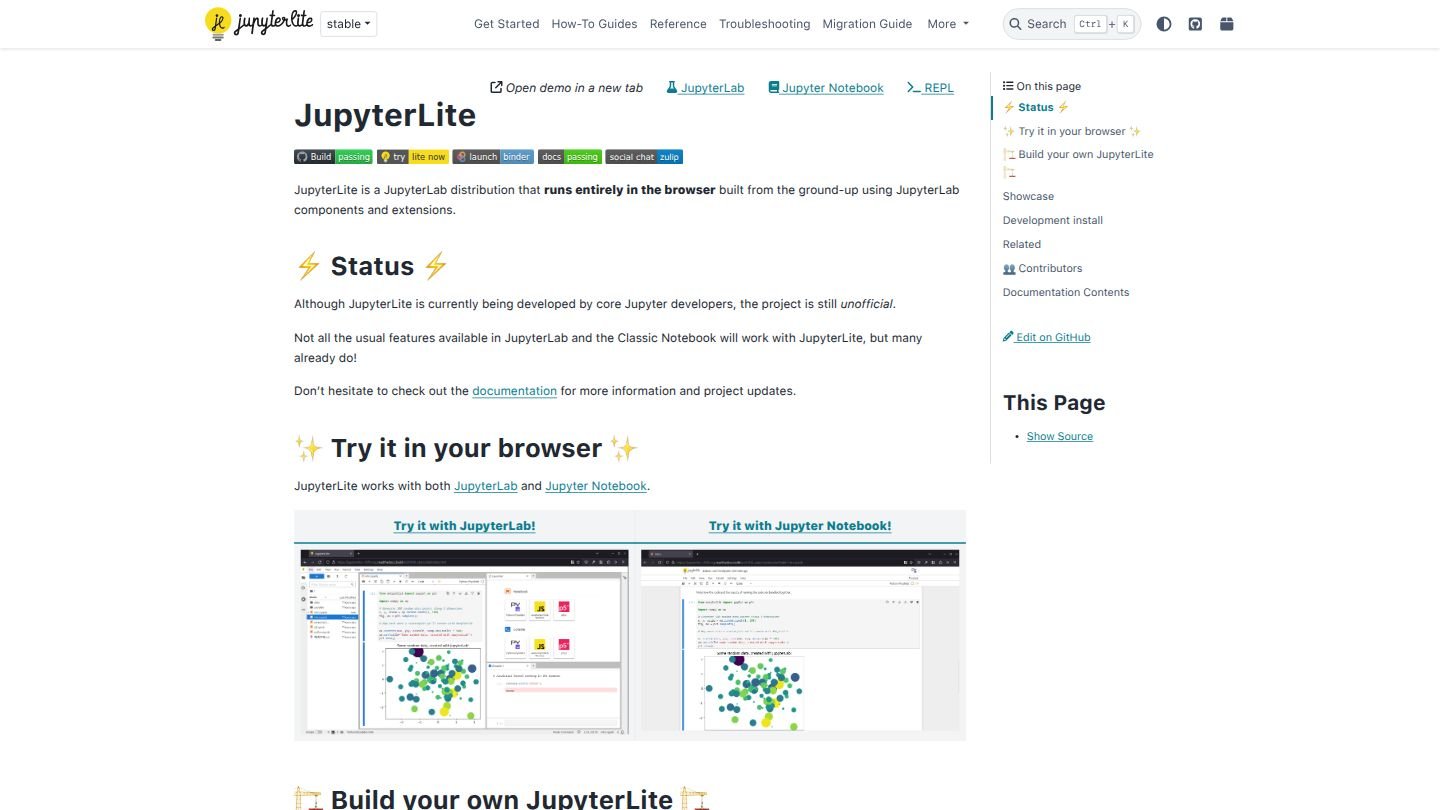 jupyterlite
stable
Get Started
How-To Guides
Reference
Troubleshooting
Migration Guide
More
Search Ctrl + K
Open demo in a new tab
JupyterLab
Jupyter Notebook
REPL
JupyterLite
Build passing
try lite now
launch binder
docs passing
social chat zulip
JupyterLite is a JupyterLab distribution that runs entirely in the browser built from the ground-up using JupyterLab
components and extensions.
⚡ Status ⚡
Although JupyterLite is currently being developed by core Jupyter developers, the project is still unofficial.
Not all the usual features available in JupyterLab and the Classic Notebook will work with JupyterLite, but many
already do!
Don’t hesitate to check out the documentation for more information and project updates.
✨ Try it in your browser ✨
JupyterLite works with both JupyterLab and Jupyter Notebook.
Try it with JupyterLab!
Try it with Jupyter Notebook!
🏗️ Build your own JupyterLite 🏗️
On this page
⚡ Status ⚡
✨ Try it in your browser ✨
🏗️ Build your own JupyterLite
🏗️
Showcase
Development install
Related
👥 Contributors
Documentation Contents
Edit on GitHub
This Page
• Show Source